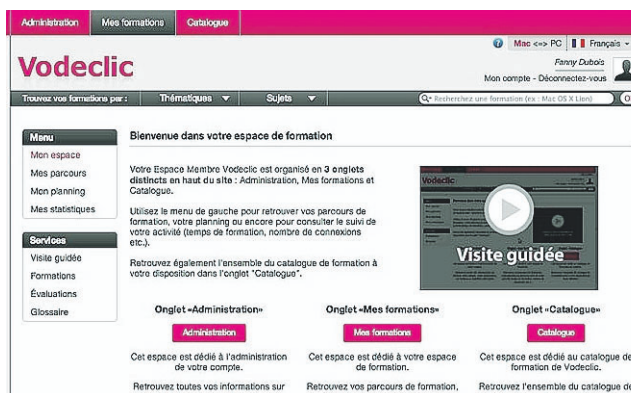 Administration
Mes formations
Catalogue
Mac <=> PC
Français
Vodeclic
Fanny Dubois
Mon compte - Déconnectez-vous
Trouvez vos formations par :
Thématiques
Sujets
Recherchez une formation (ex : Mac OS X Lion)
Menu
Mon espace
Mes parcours
Mon planning
Mes statistiques
Services
Visite guidée
Formations
Évaluations
Glossaire
Bienvenue dans votre espace de formation
Votre Espace Membre Vodeclic est organisé en 3 onglets
distincts en haut du site : Administration, Mes formations et
Catalogue.
Utilisez le menu de gauche pour retrouver vos parcours de
formation, votre planning ou encore pour consulter le suivi de
votre activité (temps de formation, nombre de connexions
etc.).
Retrouvez également l'ensemble du catalogue de formation à
votre disposition dans l'onglet "Catalogue".
Vodeclic
Visite guidée
Onglet «Administration»
Administration
Cet espace est dédié à l'administration
de votre compte.
Retrouvez toutes vos informations sur
Onglet «Mes formations»
Mes formations
Cet espace est dédié à votre espace
de formation.
Retrouvez vos parcours de formation,
Onglet «Catalogue»
Catalogue
Cet espace est dédié au catalogue de
formation de Vodeclic.
Retrouvez l'ensemble du catalogue de